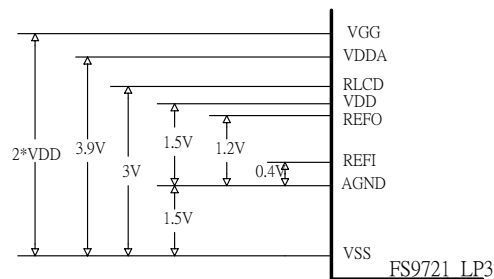 VGG
VDDA
RLCD
VDD
REFO
REFI
AGND
VSS
2*VDD
3.9V
3V
1.5V
1.2V
0.4V
1.5V
FS9721_LP3